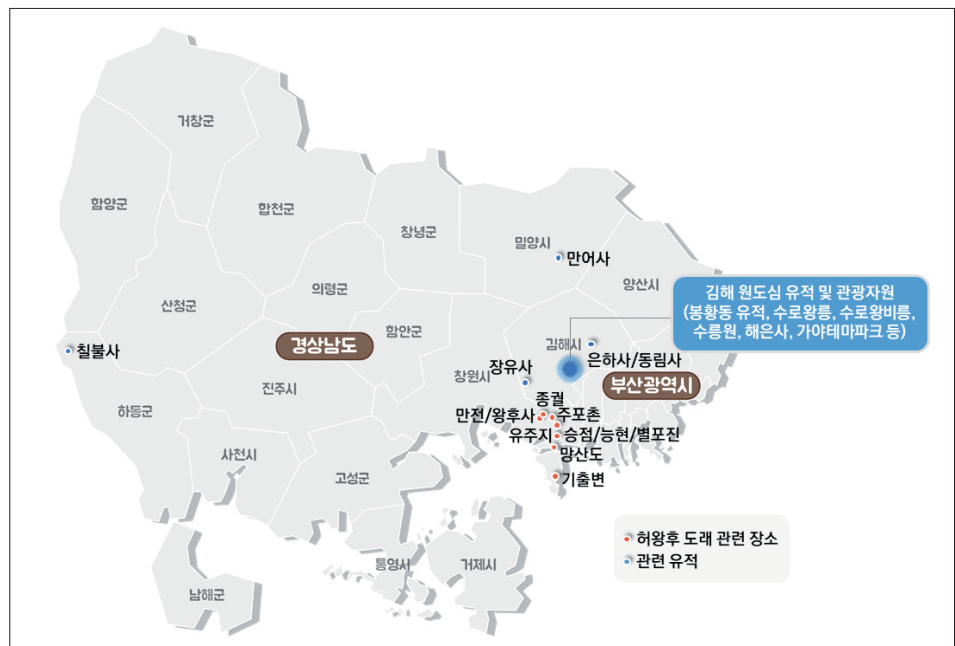 거창군
함양군
합천군
창녕군
밀양시
만어사
양산시
산청군
의령군
김해 원도심 유적 및 관광자원
(봉황동 유적, 수로왕릉, 수로왕비릉,
수릉원, 해은사, 가야테마파크 등)
칠불사
경상남도
함안군
김해시
은하사/동림사
장유사
창원시
부산광역시
진주시
하동군
종궐
만전/왕후사
주포촌
유주지
승점/능현/별포진
망산도
기출변
사천시
고성군
통영시
거제시
남해군
허왕후 도래 관련 장소
관련 유적